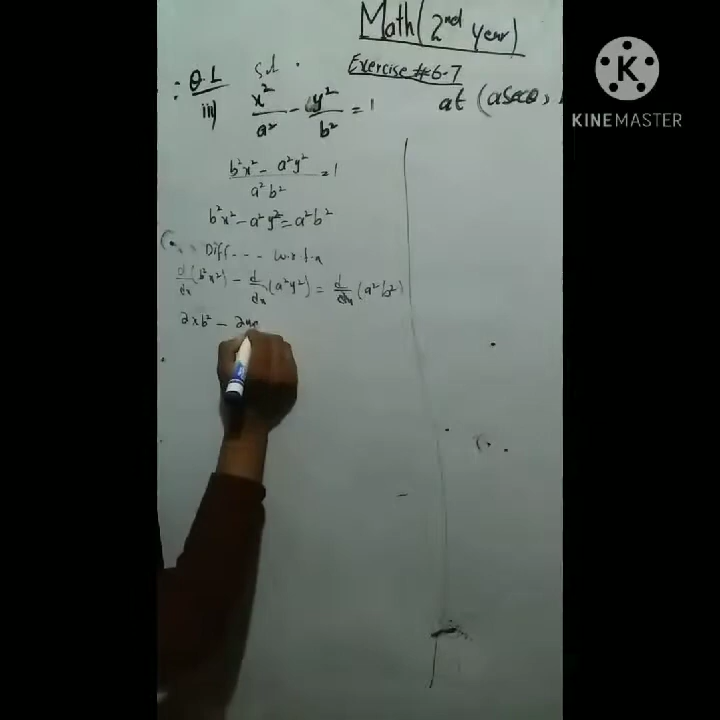 Math (2nd year)
Exercise #6-7
Q.1 Sol.
iii) x²/a² - y²/b² = 1 at (a secθ,
b²x² - a²y² / a²b² = 1
b²x² - a²y² = a²b²
Diff--- w.r.t.x
d/dx (b²x²) - d/dx (a²y²) = d/dx (a²b²)
2xb² - 2y
KINEMASTER